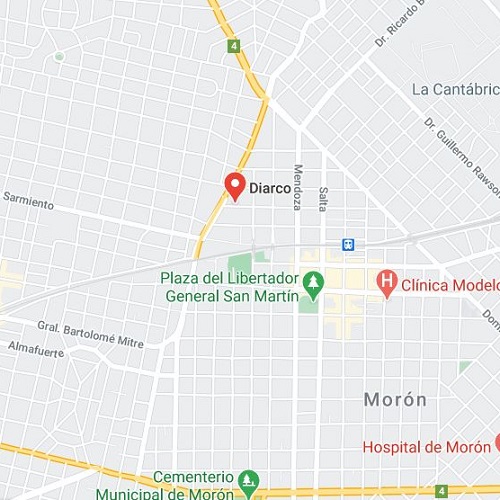 4
Dr. Ricardo B
La Cantábric
Dr. Guillermo Rawson
Diarco
Mendoza
Salta
Sarmiento
Plaza del Libertador
General San Martín
H
Clínica Modelo
Gral. Bartolomé Mitre
Almafuerte
Dom
Morón
Hospital de Morón
Cementerio
Municipal de Morón
4